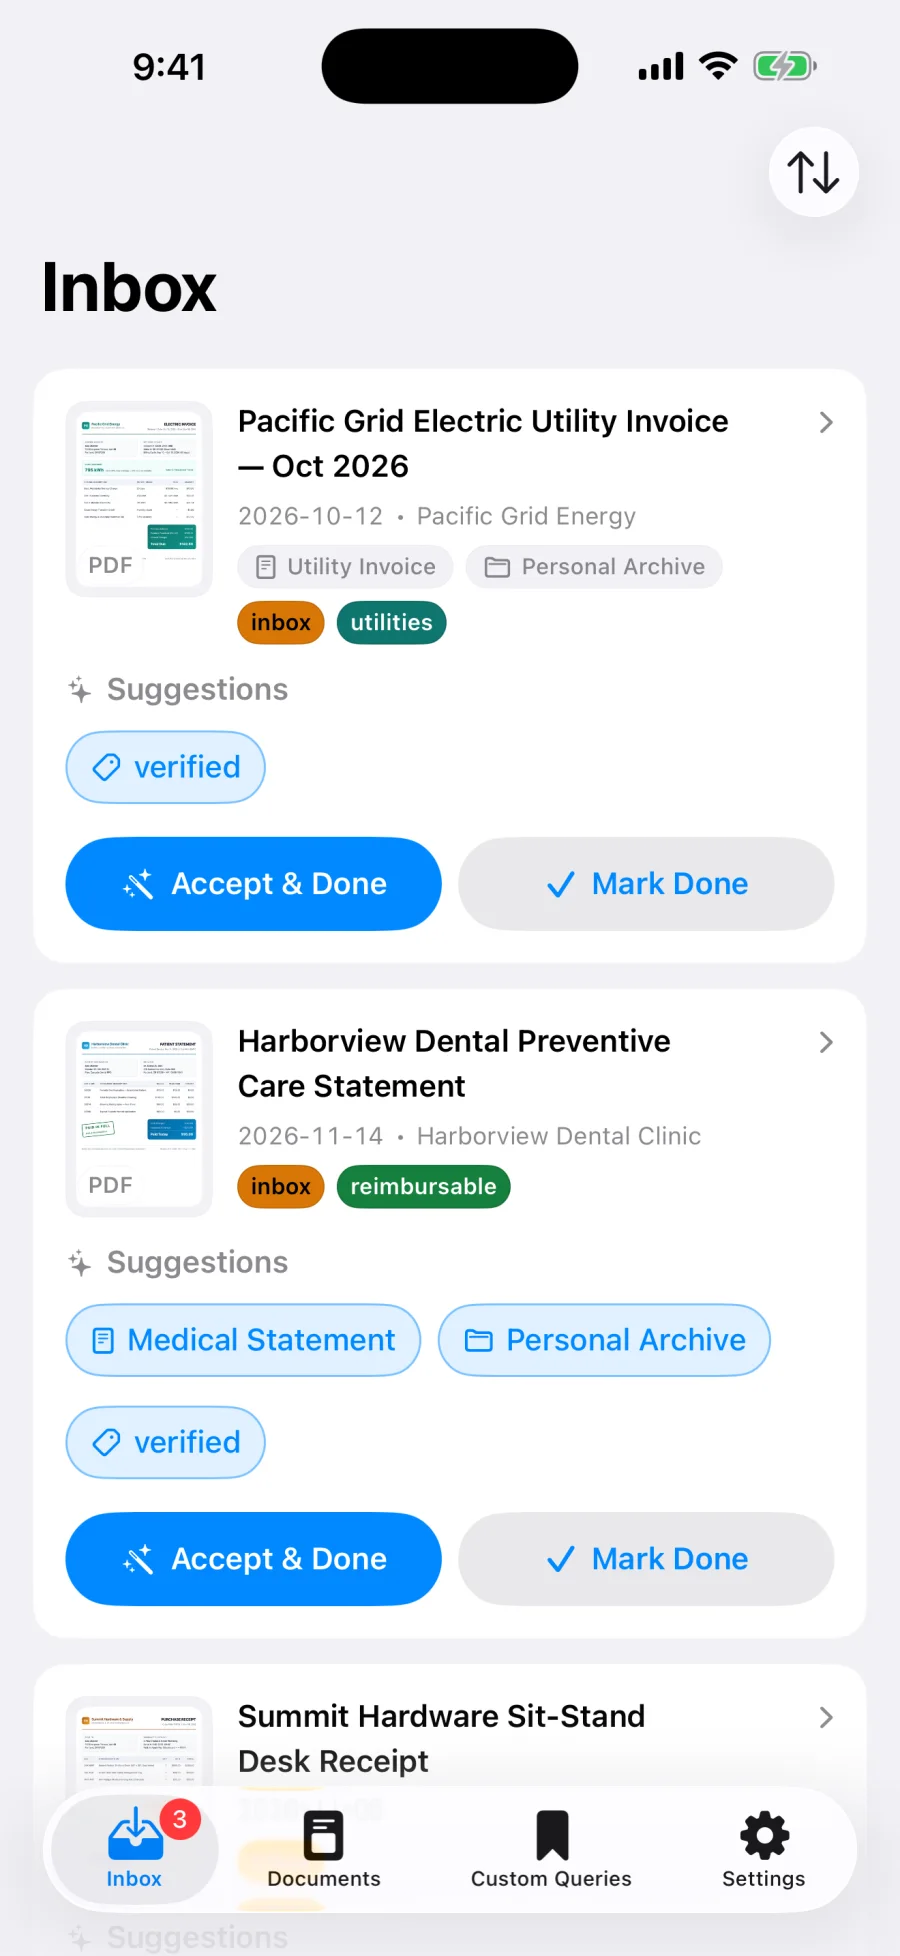 9:41
Inbox
Pacific Grid Electric Utility Invoice
— Oct 2026
2026-10-12 • Pacific Grid Energy
Utility Invoice
Personal Archive
PDF
inbox
utilities
Suggestions
verified
Accept & Done
Mark Done
Harborview Dental Preventive
Care Statement
2026-11-14 • Harborview Dental Clinic
PDF
inbox
reimbursable
Suggestions
Medical Statement
Personal Archive
verified
Accept & Done
Mark Done
Summit Hardware Sit-Stand
Desk Receipt
3
Inbox
Documents
Custom Queries
Settings
Suggestions